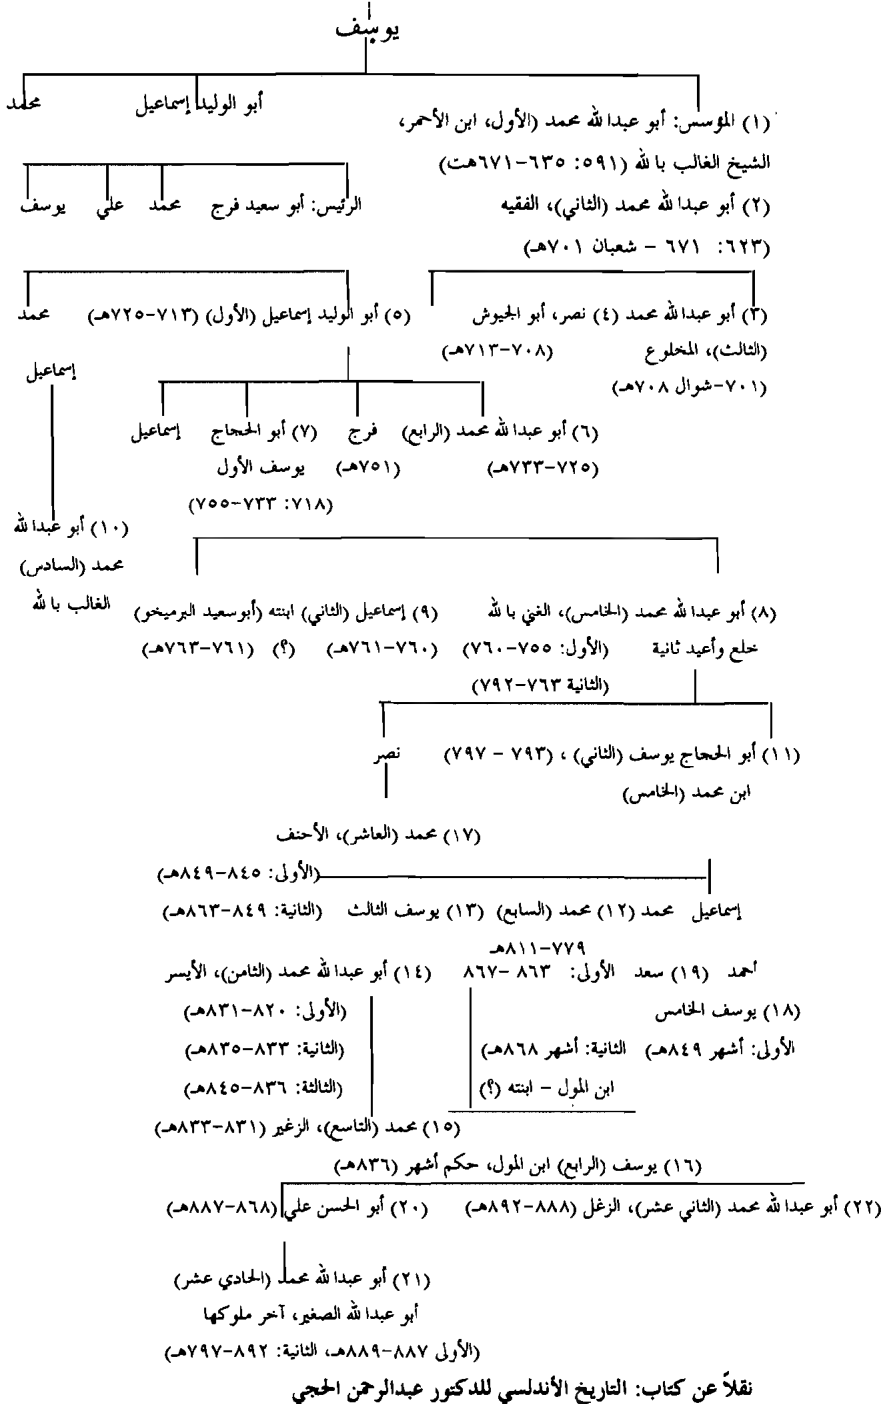 يوسف
محمد أبو الوليد إسماعيل
(١) المؤسس: أبو عبدالله محمد (الأول، ابن الأحمر،
الشيخ الغالب بالله (٥٩١: ٦٣٥-٦٧١هـت)
الرئيس: أبو سعيد فرج محمد علي يوسف
(٢) أبو عبدالله محمد (الثاني)، الفقيه
(٦٢٣: ٦٧١ - شعبان ٧٠١هـ)
(٣) أبو عبدالله محمد (٤) نصر، أبو الجيوش (٥) أبو الوليد إسماعيل (الأول) (٧١٣-٧٢٥هـ) محمد
(الثالث)، المخلوع (٧٠٨-٧١٣هـ)
إسماعيل
٧٠١-شوال ٧٠٨هـ)
(٦) أبو عبدالله محمد (الرابع) فرج (٧) أبو الحجاج إسماعيل
(٧٢٥-٧٣٣هـ) (٧٥١هـ) يوسف الأول
(٧١٨: ٧٣٣-٧٥٥)
(١٠) أبو عبدالله
محمد (السادس)
الغالب بالله
(٨) أبو عبدالله محمد (الخامس)، الغني بالله (٩) إسماعيل (الثاني) ابنته (أبوسعيد البرميخو)
خلع وأعيد ثانية (الأول: ٧٥٥-٧٦٠) (٧٦٠-٧٦١هـ) (؟) (٧٦١-٧٦٣هـ)
(الثانية ٧٦٣-٧٩٢)
(١١) أبو الحجاج يوسف (الثاني) ، (٧٩٣ - ٧٩٧) نصر
ابن محمد (الخامس)
(١٧) محمد (العاشر)، الأحنف
(الأولى: ٨٤٥-٨٤٩هـ)
إسماعيل محمد (١٢) محمد (السابع) (١٣) يوسف الثالث (الثانية: ٨٤٩-٨٦٣هـ)
٧٧٩-٨١١هـ
أحمد (١٩) سعد الأولى: ٨٦٣-٨٦٧ (١٤) أبو عبدالله محمد (الثامن)، الأيسر
(١٨) يوسف الخامس (الأولى: ٨٢٠-٨٣١هـ)
الأولى: أشهر ٨٤٩هـ) الثانية: أشهر ٨٦٨هـ) (الثانية: ٨٣٣-٨٣٥هـ)
ابن المول - ابنته (؟) (الثالثة: ٨٣٦-٨٤٥هـ)
(١٥) محمد (التاسع)، الزغير (٨٣١-٨٣٣هـ)
(١٦) يوسف (الرابع) ابن المول، حكم أشهر (٨٣٦هـ)
(٢٢) أبو عبدالله محمد (الثاني عشر)، الزغل (٨٨٨-٨٩٢هـ) (٢٠) أبو الحسن علي (٨٦٨-٨٨٧هـ)
(٢١) أبو عبدالله محمد (الحادي عشر)
أبو عبدالله الصغير، آخر ملوكها
(الأولى ٨٨٧-٨٨٩هـ، الثانية: ٨٩٢-٧٩٧هـ)
نقلاً عن كتاب: التاريخ الأندلسي للدكتور عبدالرحمن الحجي